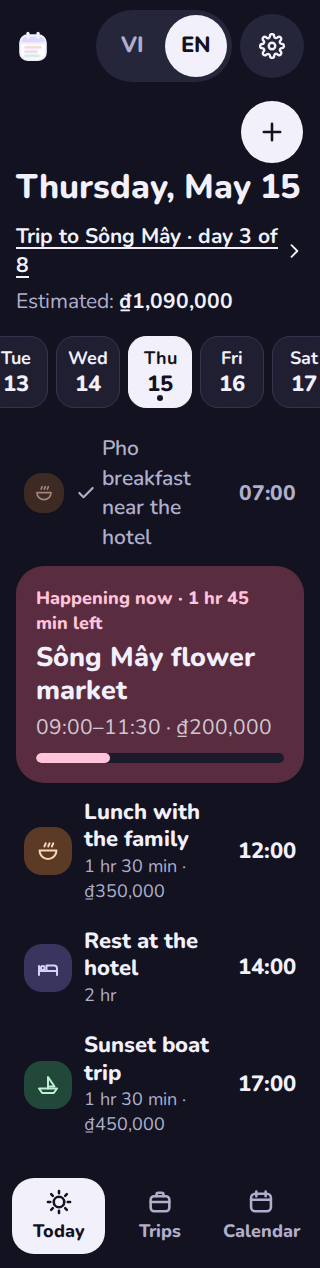 VI EN
Thursday, May 15
Trip to Sông Mây · day 3 of
8
Estimated: ₫1,090,000
Tue Wed Thu Fri Sat
13 14 15 16 17
Pho
breakfast
near the
hotel
07:00
Happening now · 1 hr 45
min left
Sông Mây flower
market
09:00–11:30 · ₫200,000
Lunch with
the family
1 hr 30 min ·
₫350,000
12:00
Rest at the
hotel
2 hr
14:00
Sunset boat
trip
1 hr 30 min ·
₫450,000
17:00
Today Trips Calendar